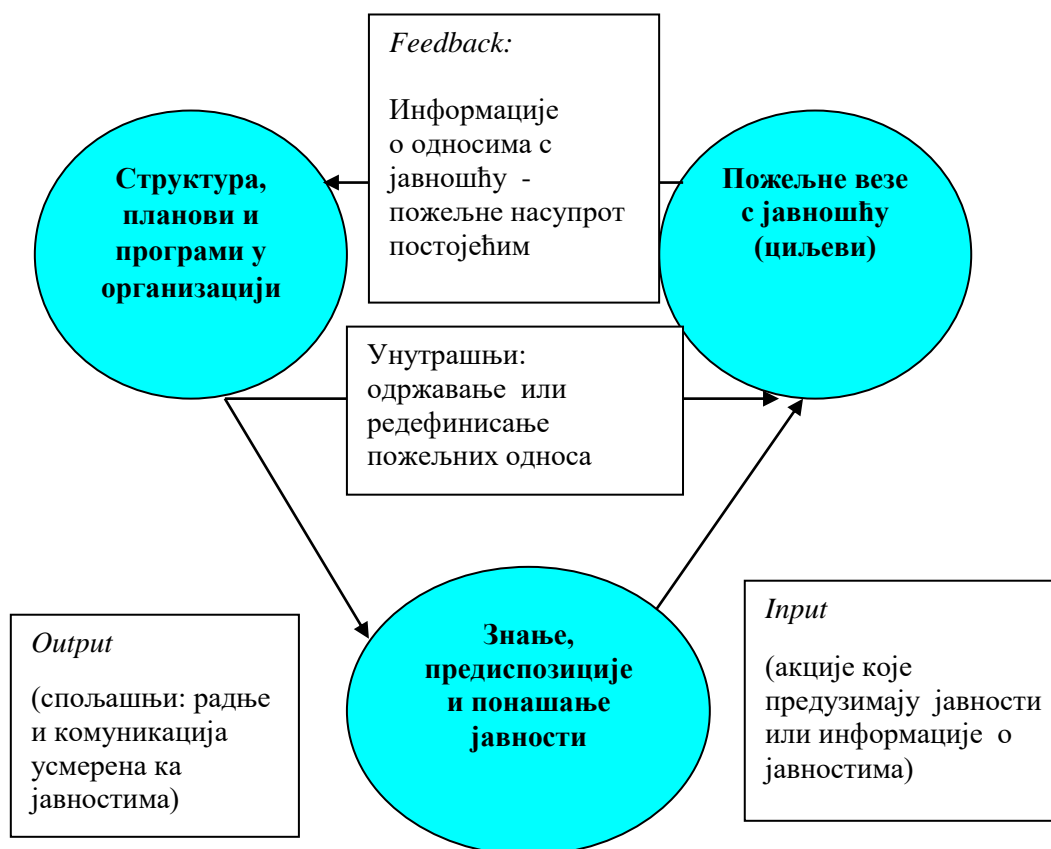 Feedback:
Информације
о односима с
јавношћу -
пожељне насупрот
постојећим
Структура,
планови и
програми у
организацији
Пожељне везе
с јавношћу
(циљеви)
Унутрашњи:
одржавање или
редефинисање
пожељних односа
Output
(спољашњи: радње
и комуникација
усмерена ка
јавностима)
Знање,
предиспозиције
и понашање
јавности
Input
(акције које
предузимају јавности
или информације о
јавностима)